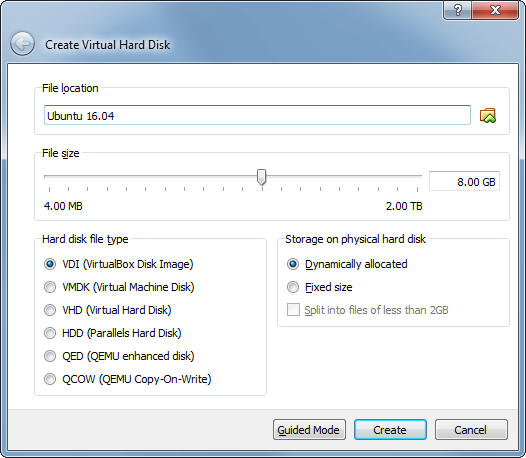 Create Virtual Hard Disk
File location
Ubuntu 16.04
File size
8.00 GB
4.00 MB 2.00 TB
Hard disk file type
VDI (VirtualBox Disk Image)
VMDK (Virtual Machine Disk)
VHD (Virtual Hard Disk)
HDD (Parallels Hard Disk)
QED (QEMU enhanced disk)
QCOW (QEMU Copy-On-Write)
Storage on physical hard disk
Dynamically allocated
Fixed size
Split into files of less than 2GB
Guided Mode Create Cancel